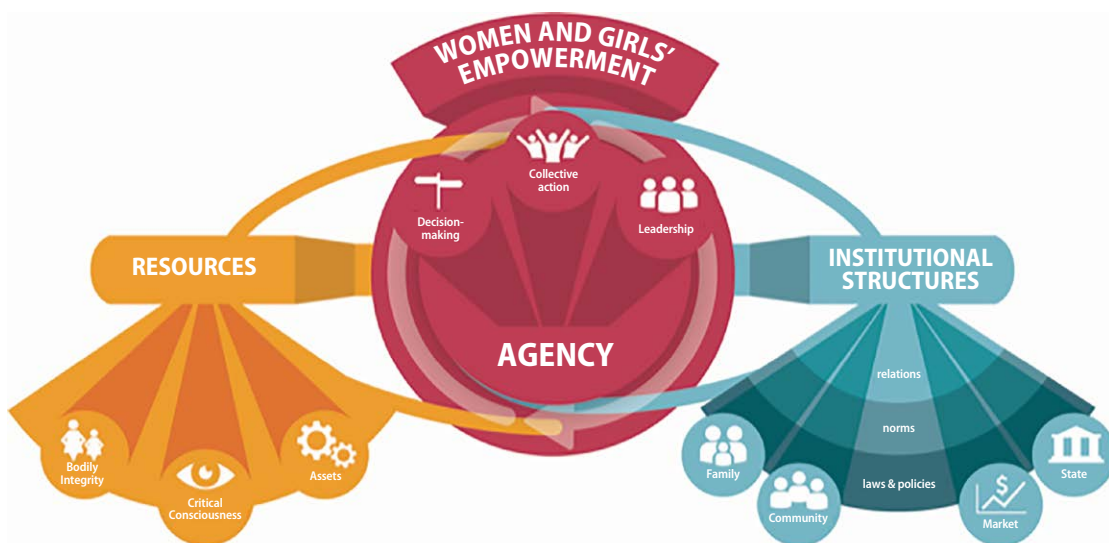 WOMEN AND GIRLS'
EMPOWERMENT
Collective
action
Decision-
making
Leadership
RESOURCES
INSTITUTIONAL
STRUCTURES
AGENCY
relations
norms
laws & policies
Bodily
Integrity
Critical
Consciousness
Assets
Family
Community
$
Market
State